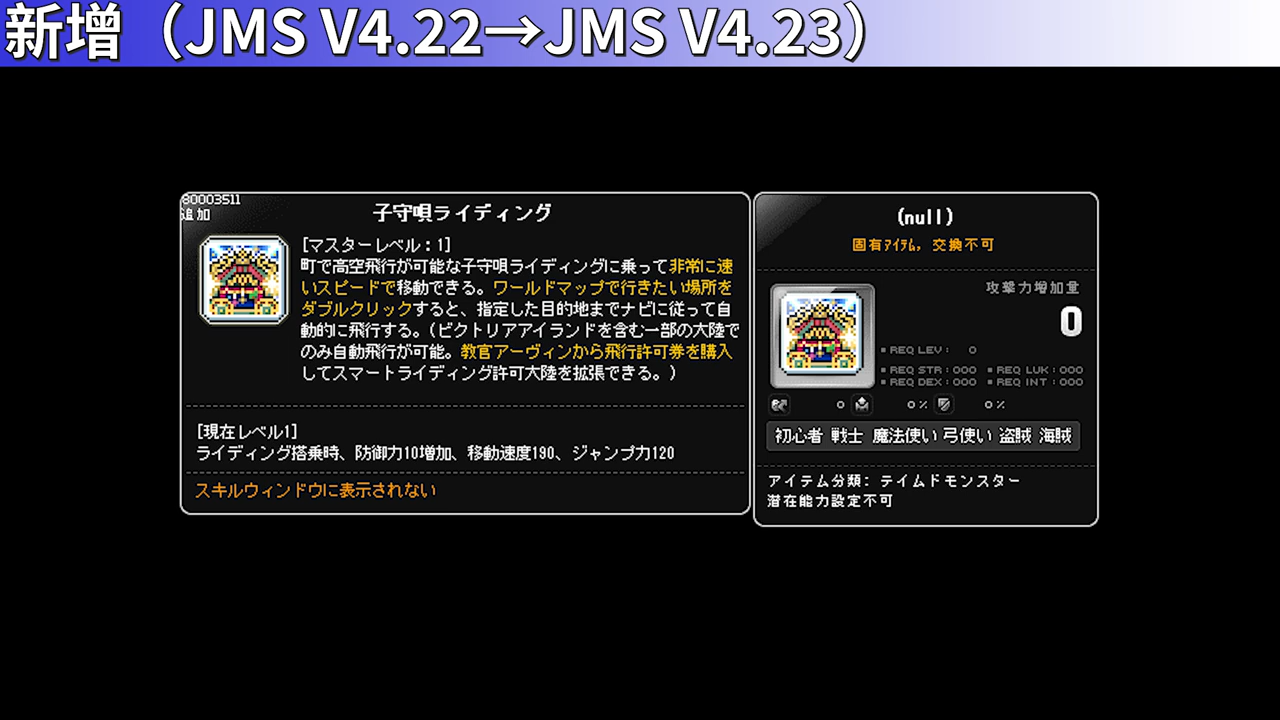 新増（JMS V4.22→JMS V4.23）
80003511
追加
子守唄ライディング
[マスターレベル：1]
町で高空飛行が可能な子守唄ライディングに乗って非常に速
いスピードで移動できる。ワールドマップで行きたい場所を
ダブルクリックすると、指定した目的地までナビに従って自
動的に飛行する。（ビクトリアアイランドを含む一部の大陸で
のみ自動飛行が可能。教官アーヴィンから飛行許可券を購入
してスマートライディング許可大陸を拡張できる。）
[現在レベル1]
ライディング搭乗時、防御力10増加、移動速度190、ジャンプ力120
スキルウィンドウに表示されない
(null)
固有アイテム, 交換不可
攻撃力増加量
0
REQ LEV : 0
REQ STR : 000 REQ LUK : 000
REQ DEX : 000 REQ INT : 000
0 0% 0%
初心者 戦士 魔法使い 弓使い 盗賊 海賊
アイテム分類: テイムドモンスター
潜在能力設定不可